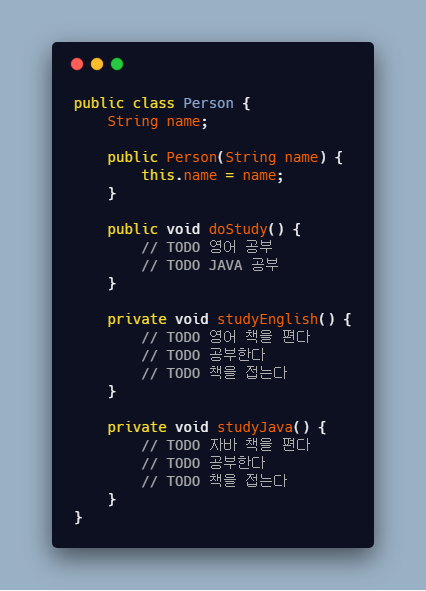 public class Person {
    String name;

    public Person(String name) {
        this.name = name;
    }

    public void doStudy() {
        // TODO 영어 공부
        // TODO JAVA 공부
    }

    private void studyEnglish() {
        // TODO 영어 책을 편다
        // TODO 공부한다
        // TODO 책을 접는다
    }

    private void studyJava() {
        // TODO 자바 책을 편다
        // TODO 공부한다
        // TODO 책을 접는다
    }
}